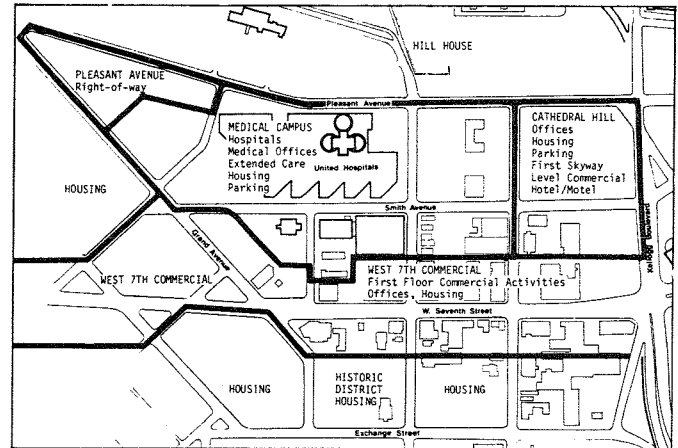 HILL HOUSE
PLEASANT AVENUE
Right-of-way
Pleasant Avenue
MEDICAL CAMPUS
Hospitals
Medical Offices
Extended Care
Housing
Parking
United Hospitals
CATHEDRAL HILL
Offices
Housing
Parking
First Skyway
Level Commercial
Hotel/Motel
HOUSING
Smith Avenue
Grand Avenue
Kellogg Boulevard
WEST 7TH COMMERCIAL
WEST 7TH COMMERCIAL
First Floor Commercial Activities
Offices, Housing
W. Seventh Street
HOUSING
HISTORIC
DISTRICT
HOUSING
HOUSING
Exchange Street